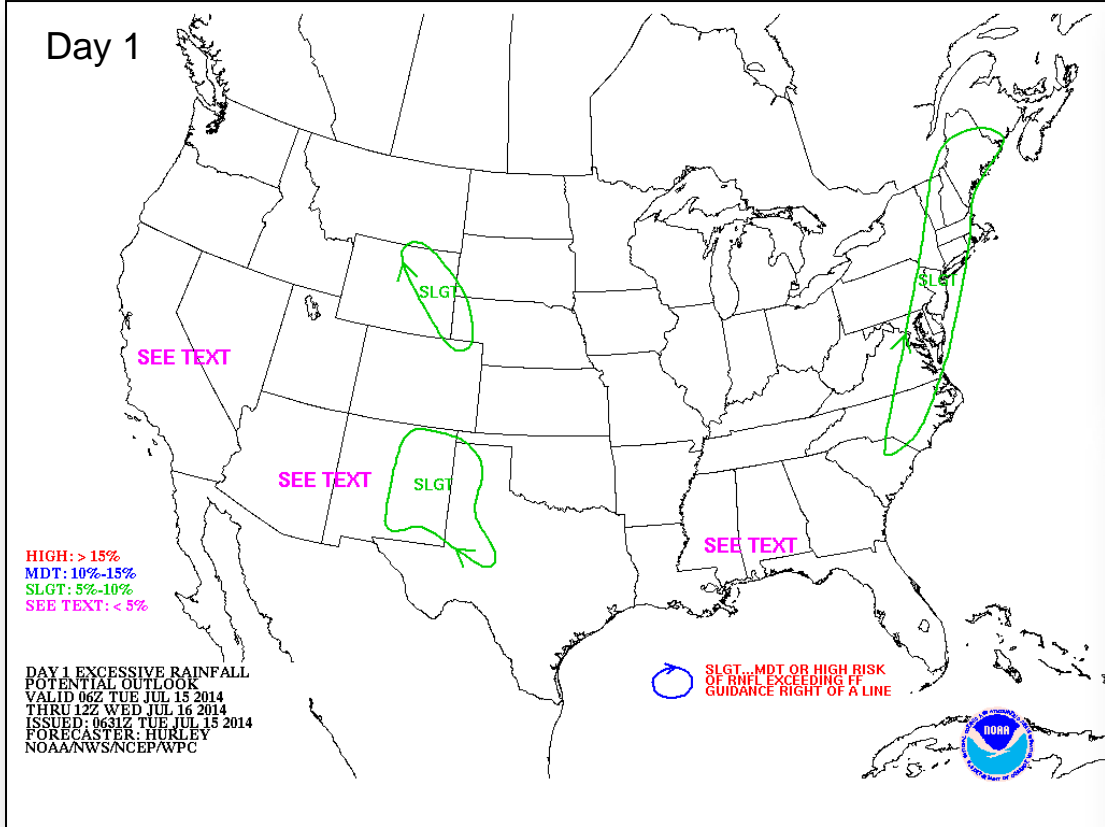 Day 1
SLGT
SLGT
SEE TEXT
SEE TEXT
SLGT
SEE TEXT
HIGH: > 15%
MDT: 10%-15%
SLGT: 5%-10%
SEE TEXT: < 5%
DAY 1 EXCESSIVE RAINFALL
POTENTIAL OUTLOOK
VALID 06Z TUE JUL 15 2014
THRU 12Z WED JUL 16 2014
ISSUED: 0631Z TUE JUL 15 2014
FORECASTER: HURLEY
NOAA/NWS/NCEP/WPC
SLGT...MDT OR HIGH RISK
OF RNFL EXCEEDING FF
GUIDANCE RIGHT OF A LINE
NOAA